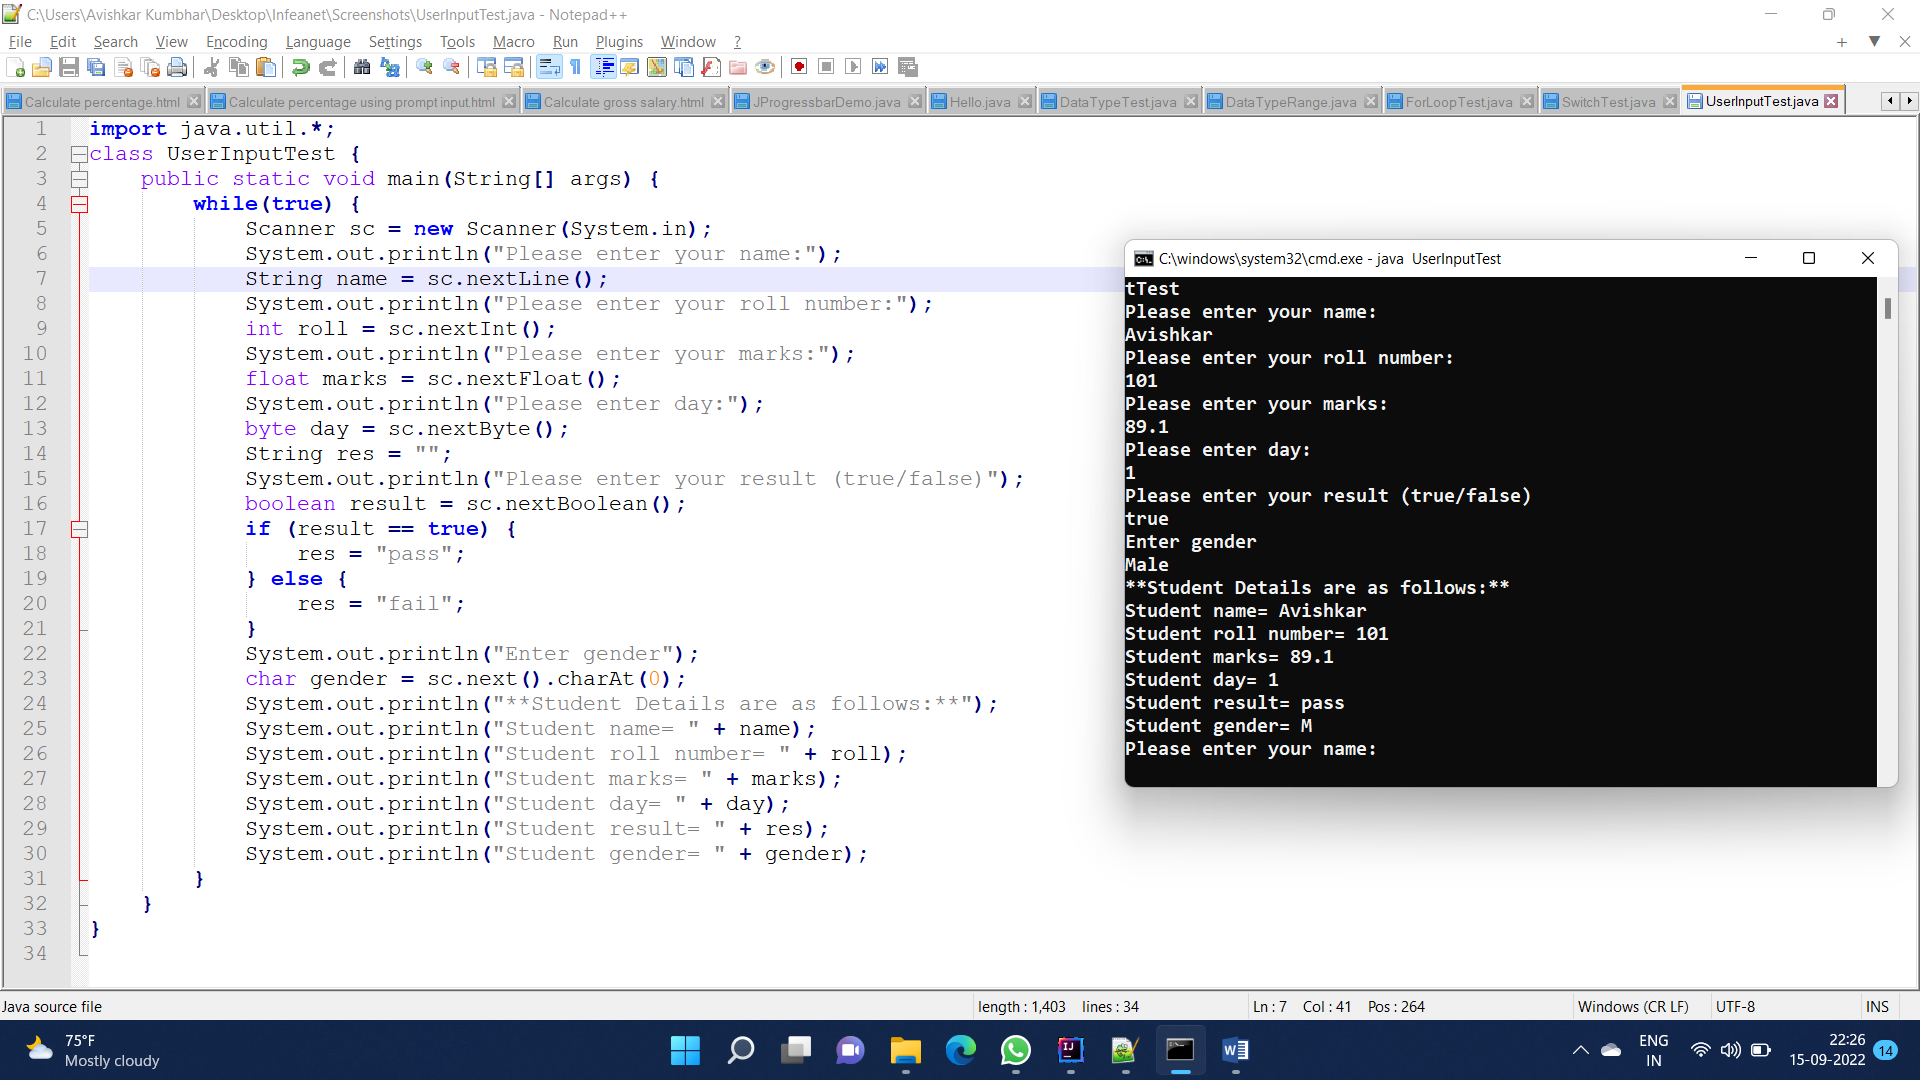 C:\Users\Avishkar Kumbhar\Desktop\Infeanet\Screenshots\UserInputTest.java - Notepad++
File Edit Search View Encoding Language Settings Tools Macro Run Plugins Window ?
Calculate percentage.html Calculate percentage using prompt input.html Calculate gross salary.html JProgressbarDemo.java Hello.java DataTypeTest.java DataTypeRange.java ForLoopTest.java SwitchTest.java UserInputTest.java
1 import java.util.*;
2 class UserInputTest {
3 public static void main(String[] args) {
4 while(true) {
5 Scanner sc = new Scanner(System.in);
6 System.out.println("Please enter your name:");
7 String name = sc.nextLine();
8 System.out.println("Please enter your roll number:");
9 int roll = sc.nextInt();
10 System.out.println("Please enter your marks:");
11 float marks = sc.nextFloat();
12 System.out.println("Please enter day:");
13 byte day = sc.nextByte();
14 String res = "";
15 System.out.println("Please enter your result (true/false)");
16 boolean result = sc.nextBoolean();
17 if (result == true) {
18 res = "pass";
19 } else {
20 res = "fail";
21 }
22 System.out.println("Enter gender");
23 char gender = sc.next().charAt(0);
24 System.out.println("**Student Details are as follows:**");
25 System.out.println("Student name= " + name);
26 System.out.println("Student roll number= " + roll);
27 System.out.println("Student marks= " + marks);
28 System.out.println("Student day= " + day);
29 System.out.println("Student result= " + res);
30 System.out.println("Student gender= " + gender);
31 }
32 }
33 }
34
C:\windows\system32\cmd.exe - java UserInputTest
tTest
Please enter your name:
Avishkar
Please enter your roll number:
101
Please enter your marks:
89.1
Please enter day:
1
Please enter your result (true/false)
true
Enter gender
Male
**Student Details are as follows:**
Student name= Avishkar
Student roll number= 101
Student marks= 89.1
Student day= 1
Student result= pass
Student gender= M
Please enter your name:
Java source file length : 1,403 lines : 34 Ln : 7 Col : 41 Pos : 264 Windows (CR LF) UTF-8 INS
75°F
Mostly cloudy
ENG
IN
22:26
15-09-2022
14